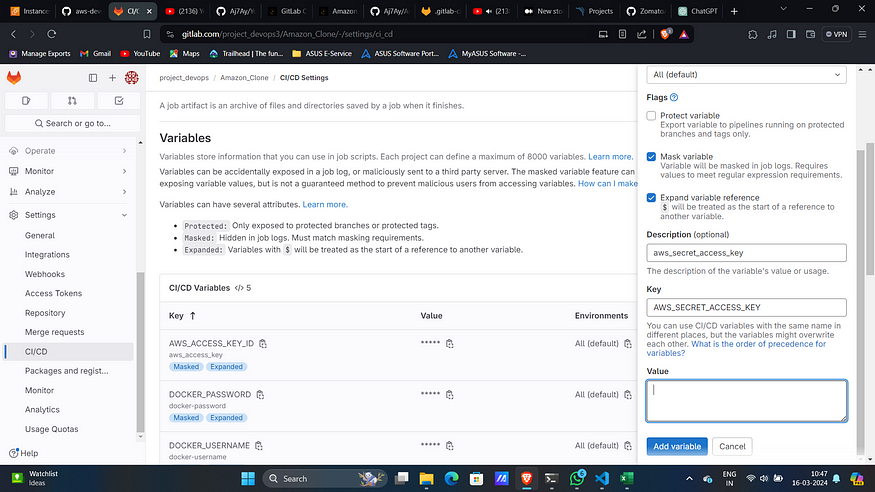 Instance
aws-dev
CI/C
(2136) Y
Aj7Ay/Y
GitLab C
Amazon
Aj7Ay/A
.gitlab-c
(213
New sto
Projects
Zomato
ChatGPT
gitlab.com/project_devops3/Amazon_Clone/-/settings/ci_cd
VPN
Manage Exports
Gmail
YouTube
Maps
Trailhead | The fun...
ASUS E-Service
ASUS Software Port...
MyASUS Software -...
project_devops / Amazon_Clone / CI/CD Settings
A job artifact is an archive of files and directories saved by a job when it finishes.
Search or go to...
Operate
Monitor
Analyze
Settings
General
Integrations
Webhooks
Access Tokens
Repository
Merge requests
CI/CD
Packages and regist...
Monitor
Analytics
Usage Quotas
Help
Variables
Variables store information that you can use in job scripts. Each project can define a maximum of 8000 variables. Learn more.
Variables can be accidentally exposed in a job log, or maliciously sent to a third party server. The masked variable feature can
exposing variable values, but is not a guaranteed method to prevent malicious users from accessing variables. How can I make
Variables can have several attributes. Learn more.
Protected: Only exposed to protected branches or protected tags.
Masked: Hidden in job logs. Must match masking requirements.
Expanded: Variables with $ will be treated as the start of a reference to another variable.
CI/CD Variables </> 5
Key ↑ Value Environments
AWS_ACCESS_KEY_ID ***** All (default)
aws_access_key
Masked Expanded
DOCKER_PASSWORD ***** All (default)
docker-password
Masked Expanded
DOCKER_USERNAME ***** All (default)
docker-username
All (default)
Flags
Protect variable
Export variable to pipelines running on protected
branches and tags only.
Mask variable
Variable will be masked in job logs. Requires
values to meet regular expression requirements.
Expand variable reference
$ will be treated as the start of a reference to
another variable.
Description (optional)
aws_secret_access_key
The description of the variable's value or usage.
Key
AWS_SECRET_ACCESS_KEY
You can use CI/CD variables with the same name in
different places, but the variables might overwrite
each other. What is the order of precedence for
variables?
Value
Add variable
Cancel
Watchlist
Ideas
Search
ENG
IN
10:47
16-03-2024